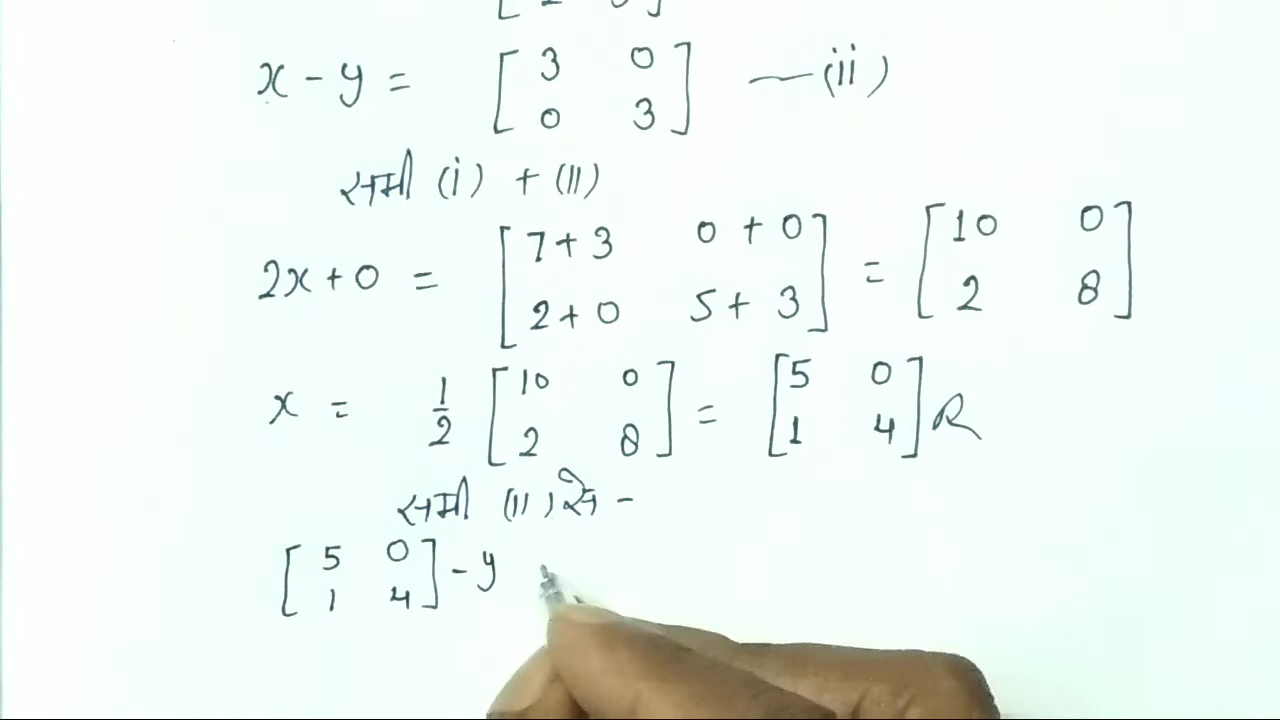 x - y = [ 3 0 0 3 ] — (ii)
समी (i) + (II)
2x + 0 = [ 7 + 3 0 + 0 2 + 0 5 + 3 ] = [ 10 0 2 8 ]
x = 1/2 [ 10 0 2 8 ] = [ 5 0 1 4 ] R
समी (II) से -
[ 5 0 1 4 ] - y